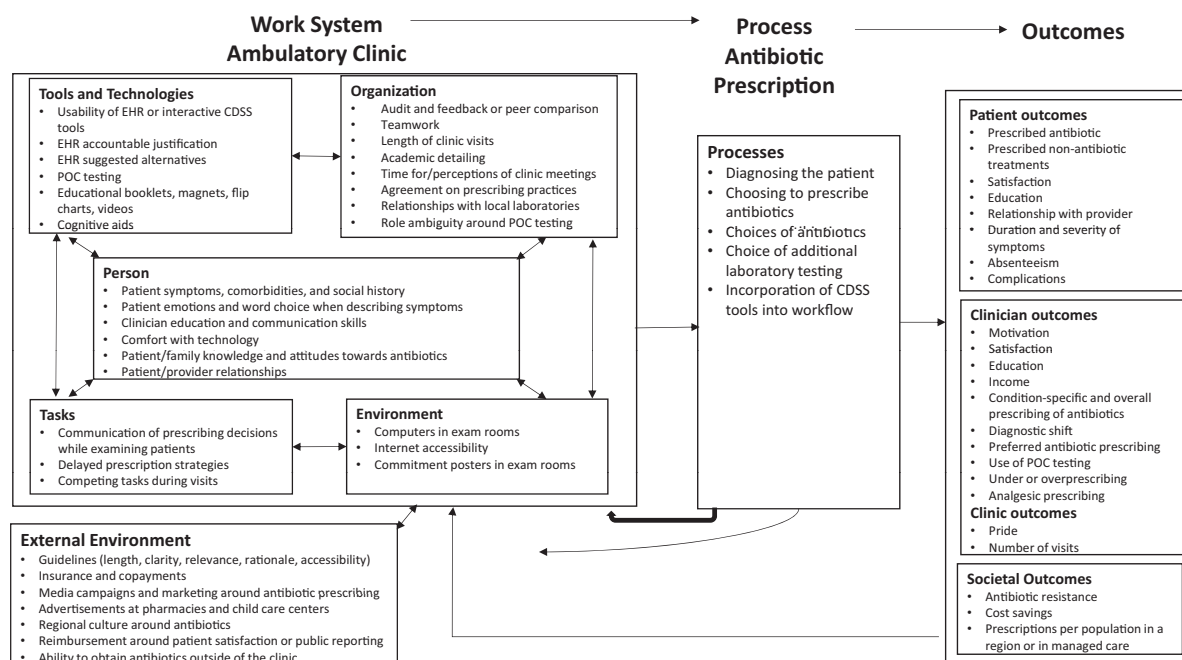 Work System
Ambulatory Clinic
Process
Antibiotic
Prescription
Outcomes
Tools and Technologies
• Usability of EHR or interactive CDSS
tools
• EHR accountable justification
• EHR suggested alternatives
• POC testing
• Educational booklets, magnets, flip
charts, videos
• Cognitive aids
Organization
• Audit and feedback or peer comparison
• Teamwork
• Length of clinic visits
• Academic detailing
• Time for/perceptions of clinic meetings
• Agreement on prescribing practices
• Relationships with local laboratories
• Role ambiguity around POC testing
Person
• Patient symptoms, comorbidities, and social history
• Patient emotions and word choice when describing symptoms
• Clinician education and communication skills
• Comfort with technology
• Patient/family knowledge and attitudes towards antibiotics
• Patient/provider relationships
Tasks
• Communication of prescribing decisions
while examining patients
• Delayed prescription strategies
• Competing tasks during visits
Environment
• Computers in exam rooms
• Internet accessibility
• Commitment posters in exam rooms
External Environment
• Guidelines (length, clarity, relevance, rationale, accessibility)
• Insurance and copayments
• Media campaigns and marketing around antibiotic prescribing
• Advertisements at pharmacies and child care centers
• Regional culture around antibiotics
• Reimbursement around patient satisfaction or public reporting
• Ability to obtain antibiotics outside of the clinic
Processes
• Diagnosing the patient
• Choosing to prescribe
antibiotics
• Choices of antibiotics
• Choice of additional
laboratory testing
• Incorporation of CDSS
tools into workflow
Patient outcomes
• Prescribed antibiotic
• Prescribed non-antibiotic
treatments
• Satisfaction
• Education
• Relationship with provider
• Duration and severity of
symptoms
• Absenteeism
• Complications
Clinician outcomes
• Motivation
• Satisfaction
• Education
• Income
• Condition-specific and overall
prescribing of antibiotics
• Diagnostic shift
• Preferred antibiotic prescribing
• Use of POC testing
• Under or overprescribing
• Analgesic prescribing
Clinic outcomes
• Pride
• Number of visits
Societal Outcomes
• Antibiotic resistance
• Cost savings
• Prescriptions per population in a
region or in managed care